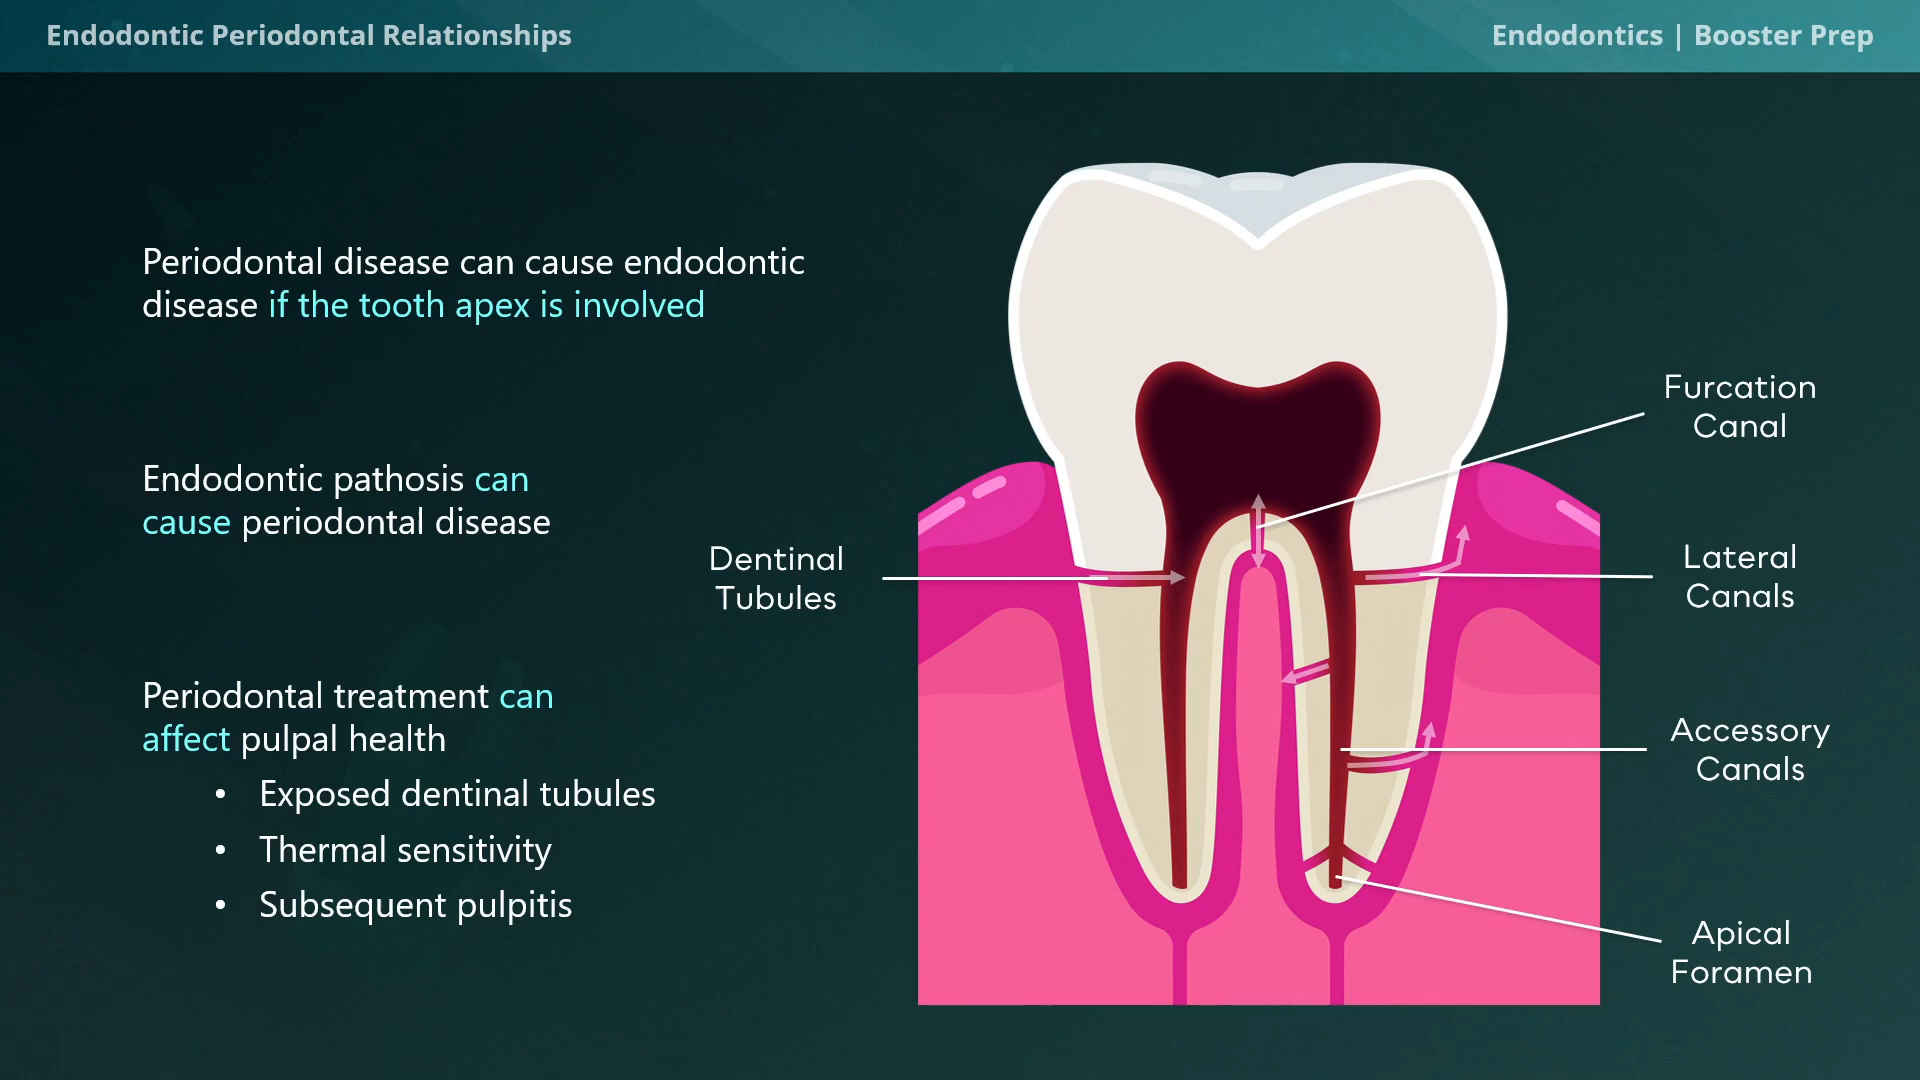 Endodontic Periodontal Relationships
Endodontics | Booster Prep
Periodontal disease can cause endodontic
disease if the tooth apex is involved
Endodontic pathosis can
cause periodontal disease
Periodontal treatment can
affect pulpal health
• Exposed dentinal tubules
• Thermal sensitivity
• Subsequent pulpitis
Dentinal
Tubules
Furcation
Canal
Lateral
Canals
Accessory
Canals
Apical
Foramen